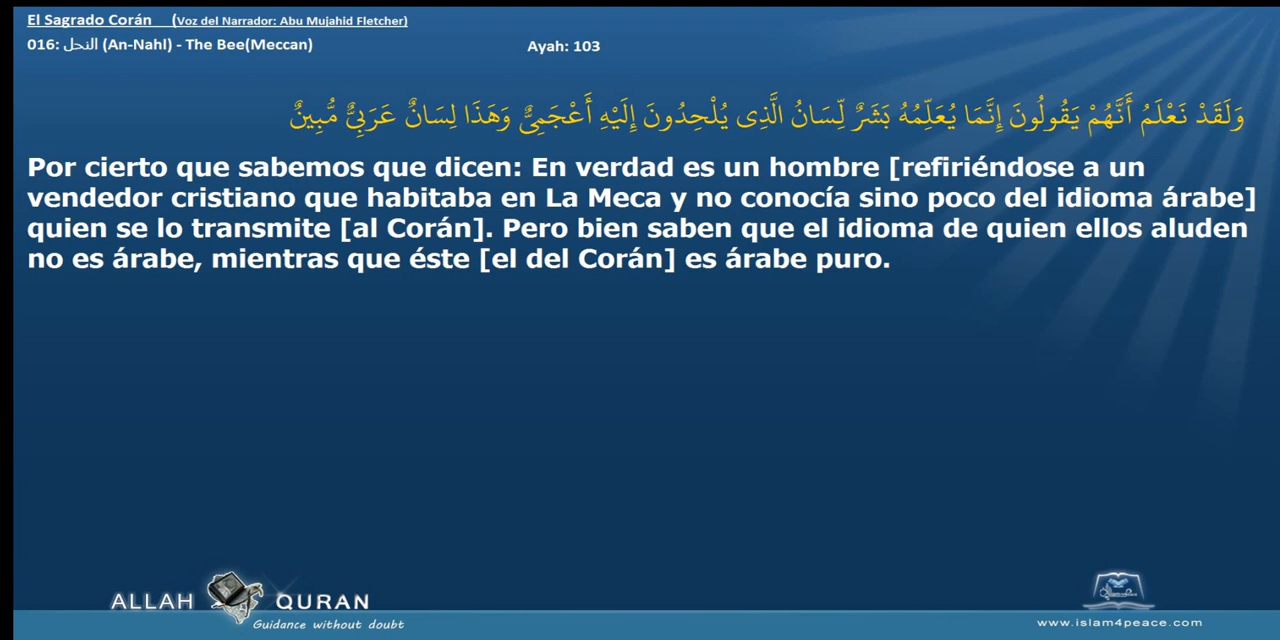 El Sagrado Corán (Voz del Narrador: Abu Mujahid Fletcher)
016: النحل (An-Nahl) - The Bee(Meccan)
Ayah: 103
وَلَقَدْ نَعْلَمُ أَنَّهُمْ يَقُولُونَ إِنَّمَا يُعَلِّمُهُ بَشَرٌ لِّسَانُ الَّذِى يُلْحِدُونَ إِلَيْهِ أَعْجَمِىٌّ وَهَذَا لِسَانٌ عَرَبِىٌّ مُّبِينٌ
Por cierto que sabemos que dicen: En verdad es un hombre [refiriéndose a un
vendedor cristiano que habitaba en La Meca y no conocía sino poco del idioma árabe]
quien se lo transmite [al Corán]. Pero bien saben que el idioma de quien ellos aluden
no es árabe, mientras que éste [el del Corán] es árabe puro.
ALLAH QURAN
Guidance without doubt
www.islam4peace.com